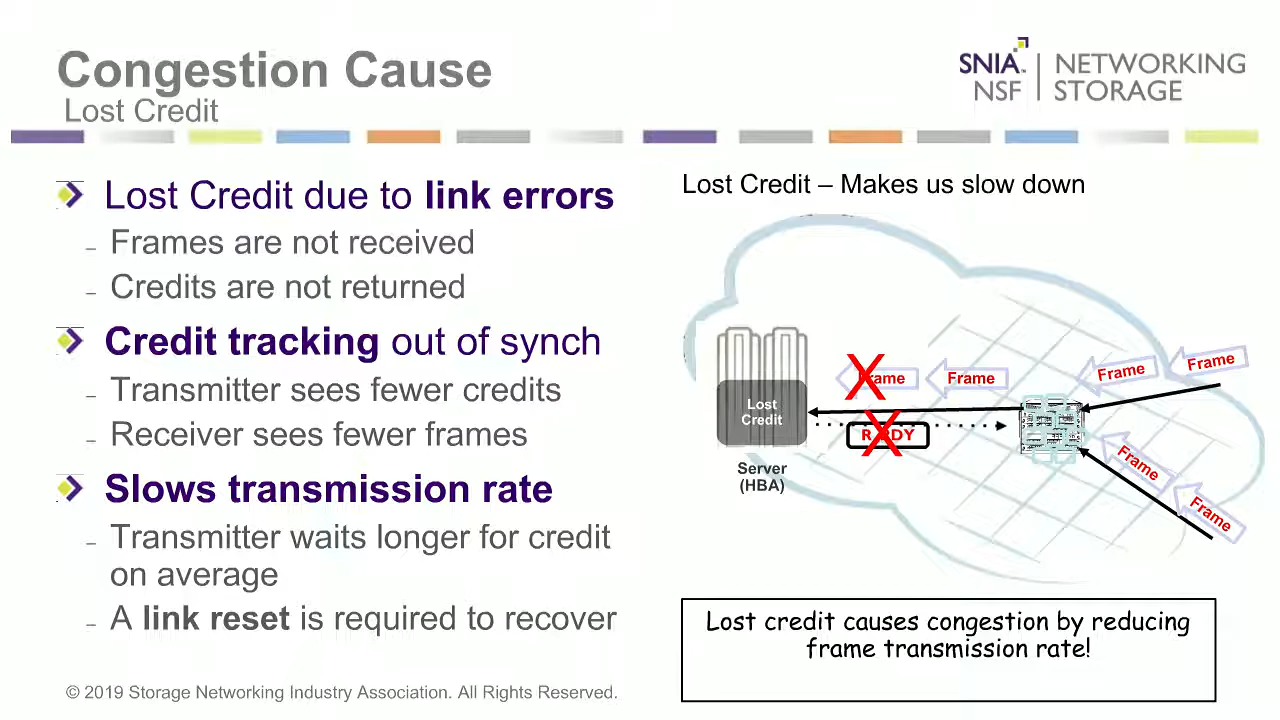 Congestion Cause
Lost Credit
SNIA
NSF
NETWORKING
STORAGE
Lost Credit due to link errors
– Frames are not received
– Credits are not returned
Credit tracking out of synch
– Transmitter sees fewer credits
– Receiver sees fewer frames
Slows transmission rate
– Transmitter waits longer for credit
on average
– A link reset is required to recover
Lost Credit – Makes us slow down
Frame
Frame
Frame
Frame
Lost
Credit
Server
(HBA)
Frame
Frame
Lost credit causes congestion by reducing
frame transmission rate!
© 2019 Storage Networking Industry Association. All Rights Reserved.